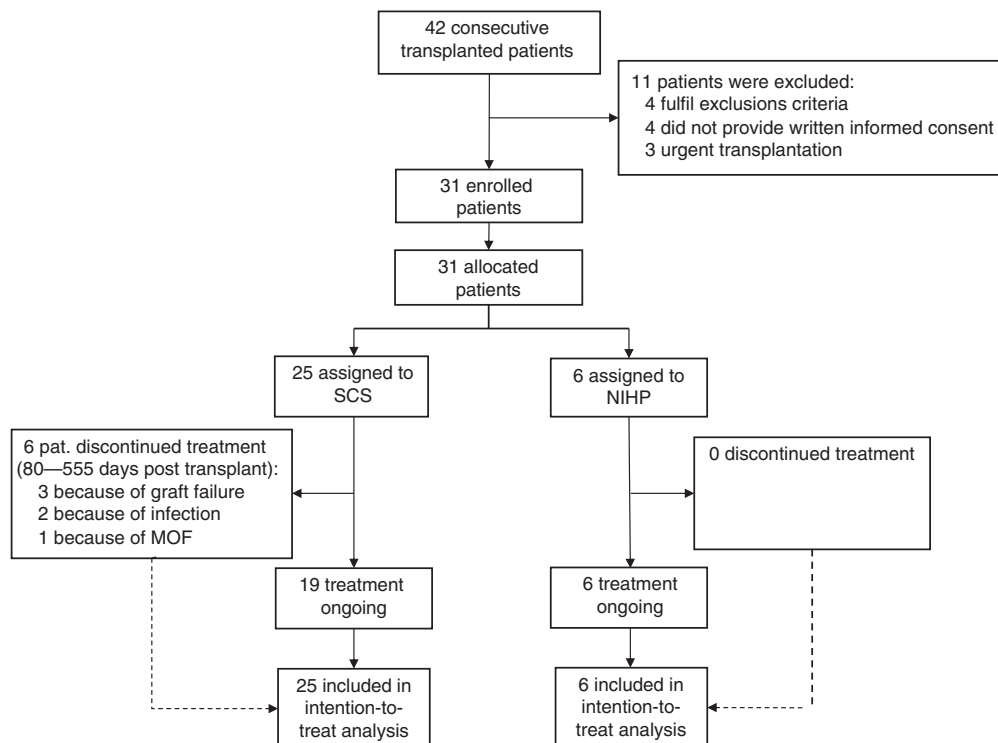 42 consecutive
transplanted patients
11 patients were excluded:
4 fulfil exclusions criteria
4 did not provide written informed consent
3 urgent transplantation
31 enrolled
patients
31 allocated
patients
25 assigned to
SCS
6 assigned to
NIHP
6 pat. discontinued treatment
(80—555 days post transplant):
3 because of graft failure
2 because of infection
1 because of MOF
0 discontinued treatment
19 treatment
ongoing
6 treatment
ongoing
25 included in
intention-to-
treat analysis
6 included in
intention-to-
treat analysis